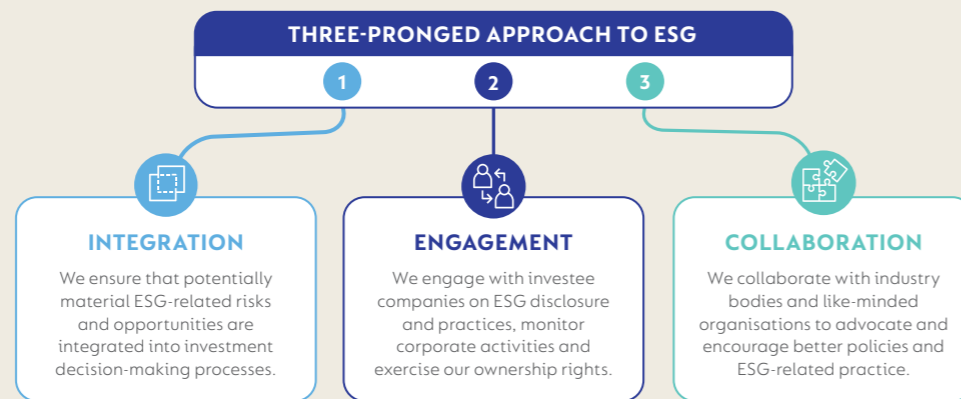 THREE-PRONGED APPROACH TO ESG
1
2
3
INTEGRATION
We ensure that potentially
material ESG-related risks
and opportunities are
integrated into investment
decision-making processes.
ENGAGEMENT
We engage with investee
companies on ESG disclosure
and practices, monitor
corporate activities and
exercise our ownership rights.
COLLABORATION
We collaborate with industry
bodies and like-minded
organisations to advocate and
encourage better policies and
ESG-related practice.